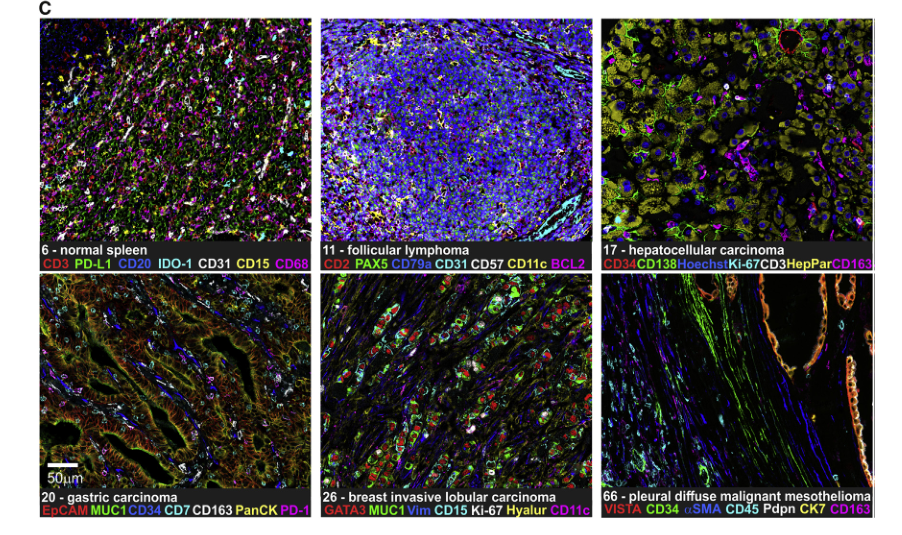 C
6 - normal spleen
CD3 PD-L1 CD20 IDO-1 CD31 CD15 CD68
11 - follicular lymphoma
CD2 PAX5 CD79a CD31 CD57 CD11c BCL2
17 - hepatocellular carcinoma
CD34 CD138 Hoechst Ki-67 CD3 HepPar CD163
50μm
20 - gastric carcinoma
EpCAM MUC1 CD34 CD7 CD163 PanCK PD-1
26 - breast invasive lobular carcinoma
GATA3 MUC1 Vim CD15 Ki-67 Hyalur CD11c
66 - pleural diffuse malignant mesothelioma
VISTA CD34 αSMA CD45 Pdpn CK7 CD163